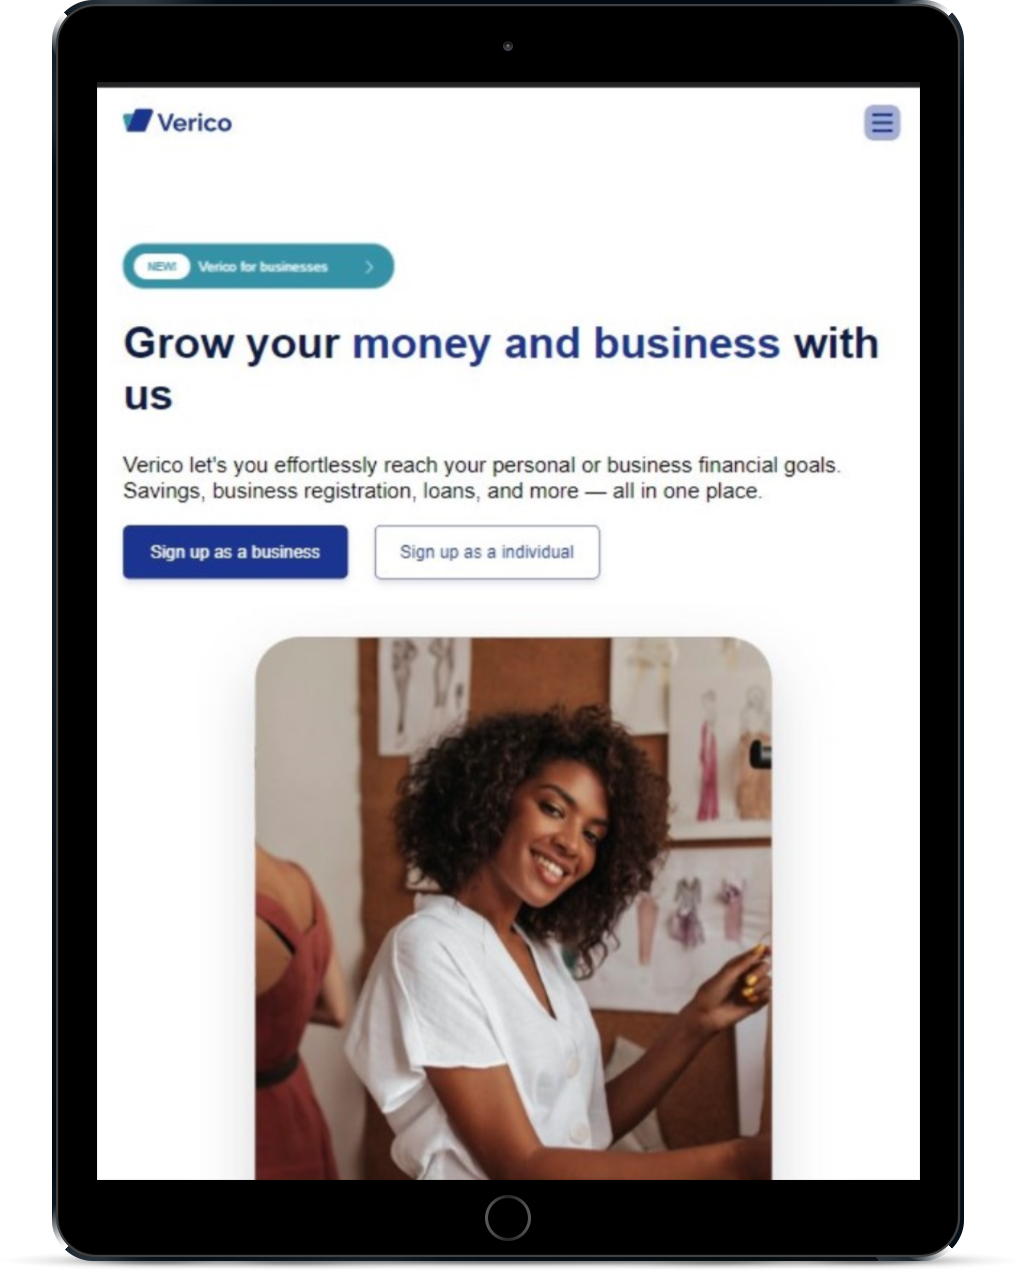 Verico
NEW! Verico for businesses
Grow your money and business with
us
Verico let's you effortlessly reach your personal or business financial goals.
Savings, business registration, loans, and more — all in one place.
Sign up as a business
Sign up as a individual